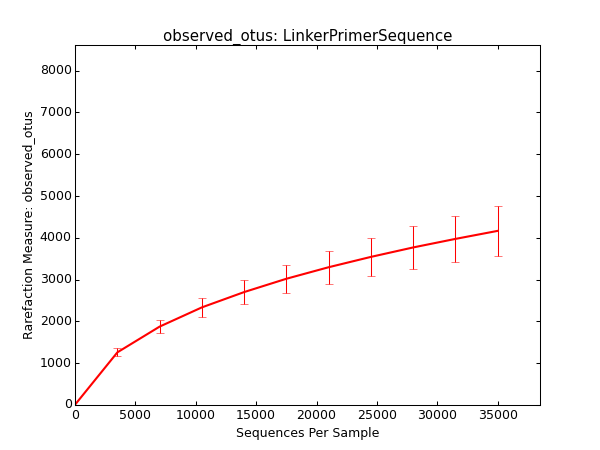 observed_otus: LinkerPrimerSequence
8000
7000
6000
5000
4000
3000
2000
1000
0
Rarefaction Measure: observed_otus
0 5000 10000 15000 20000 25000 30000 35000
Sequences Per Sample